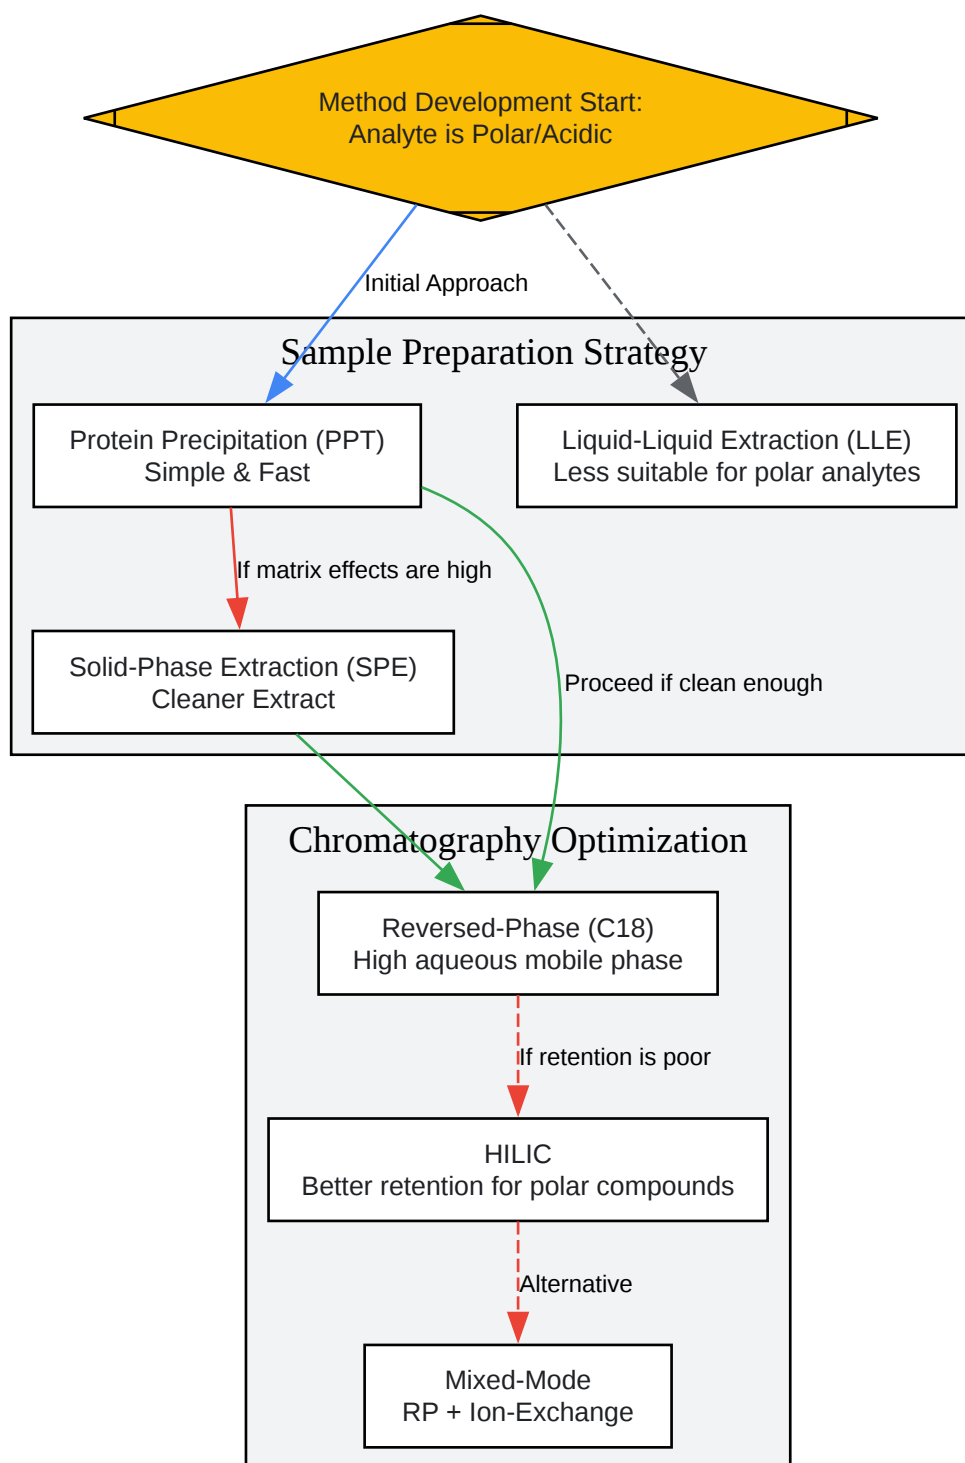 Method Development Start:
Analyte is Polar/Acidic
Initial Approach
Sample Preparation Strategy
Protein Precipitation (PPT)
Simple & Fast
Liquid-Liquid Extraction (LLE)
Less suitable for polar analytes
If matrix effects are high
Solid-Phase Extraction (SPE)
Cleaner Extract
Proceed if clean enough
Chromatography Optimization
Reversed-Phase (C18)
High aqueous mobile phase
If retention is poor
HILIC
Better retention for polar compounds
Alternative
Mixed-Mode
RP + Ion-Exchange